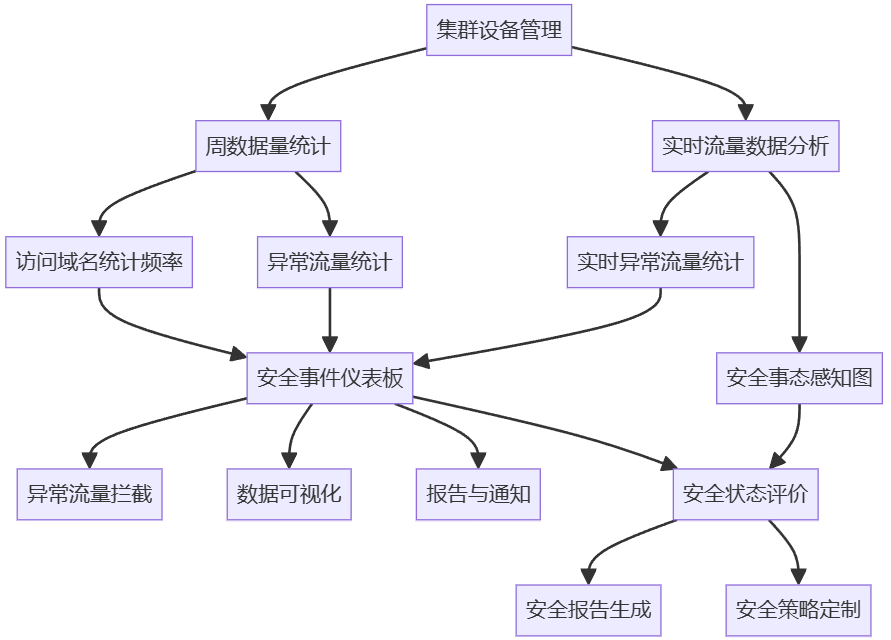 集群设备管理
周数据量统计
实时流量数据分析
访问域名统计频率
异常流量统计
实时异常流量统计
安全事件仪表板
安全事态感知图
异常流量拦截
数据可视化
报告与通知
安全状态评价
安全报告生成
安全策略定制